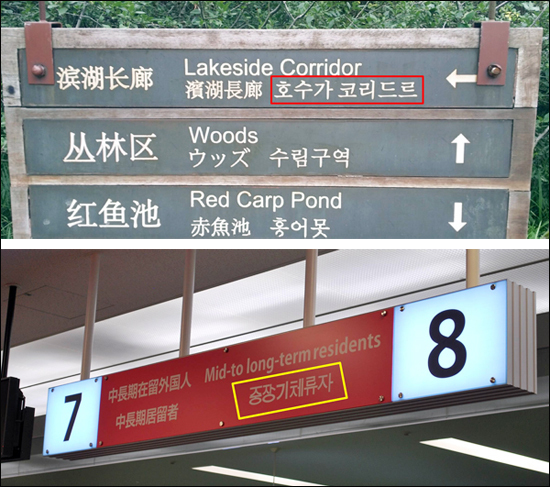 滨湖长廊
Lakeside Corridor
濱湖長廊 호수가 코리드르
←
丛林区
Woods
ウッズ 수림구역
↑
红鱼池
Red Carp Pond
赤魚池 홍어못
↓
7
中長期在留外国人 Mid-to long-term residents
中長期居留者 중장기체류자
8